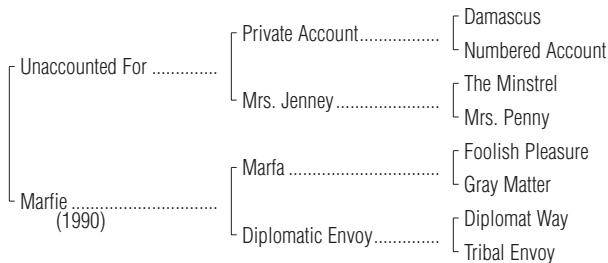 Damascus
Private Account..................
Numbered Account
Unaccounted For .............
The Minstrel
Mrs. Jenney .......................
Mrs. Penny
Foolish Pleasure
Marfa .................................
Gray Matter
Marfie .............................
(1990)
Diplomat Way
Diplomatic Envoy..............
Tribal Envoy